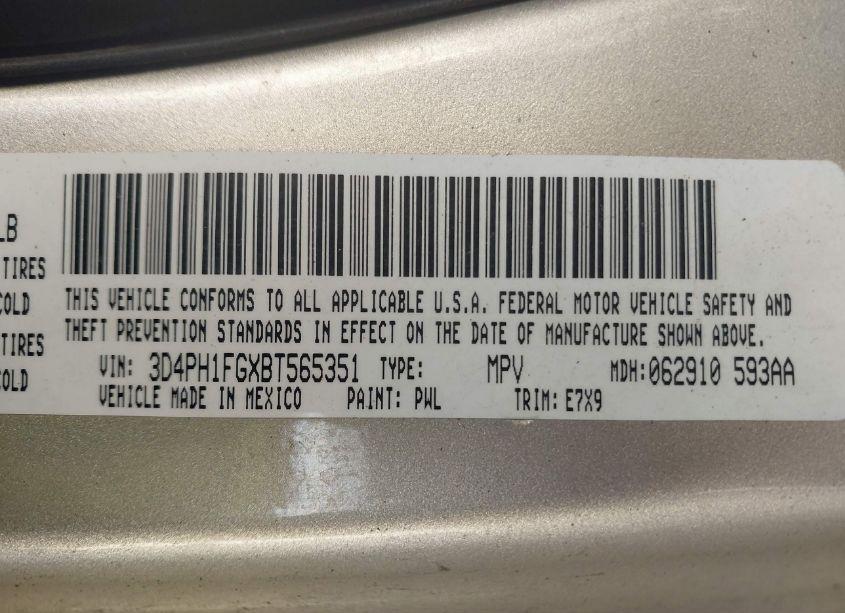 LB
TIRES
COLD
TIRES
COLD
THIS VEHICLE CONFORMS TO ALL APPLICABLE U.S.A. FEDERAL MOTOR VEHICLE SAFETY AND
THEFT PREVENTION STANDARDS IN EFFECT ON THE DATE OF MANUFACTURE SHOWN ABOVE.
VIN: 3D4PH1FGXBT565351 TYPE: MPV MDH:062910 593AA
VEHICLE MADE IN MEXICO PAINT: PWL TRIM: E7X9